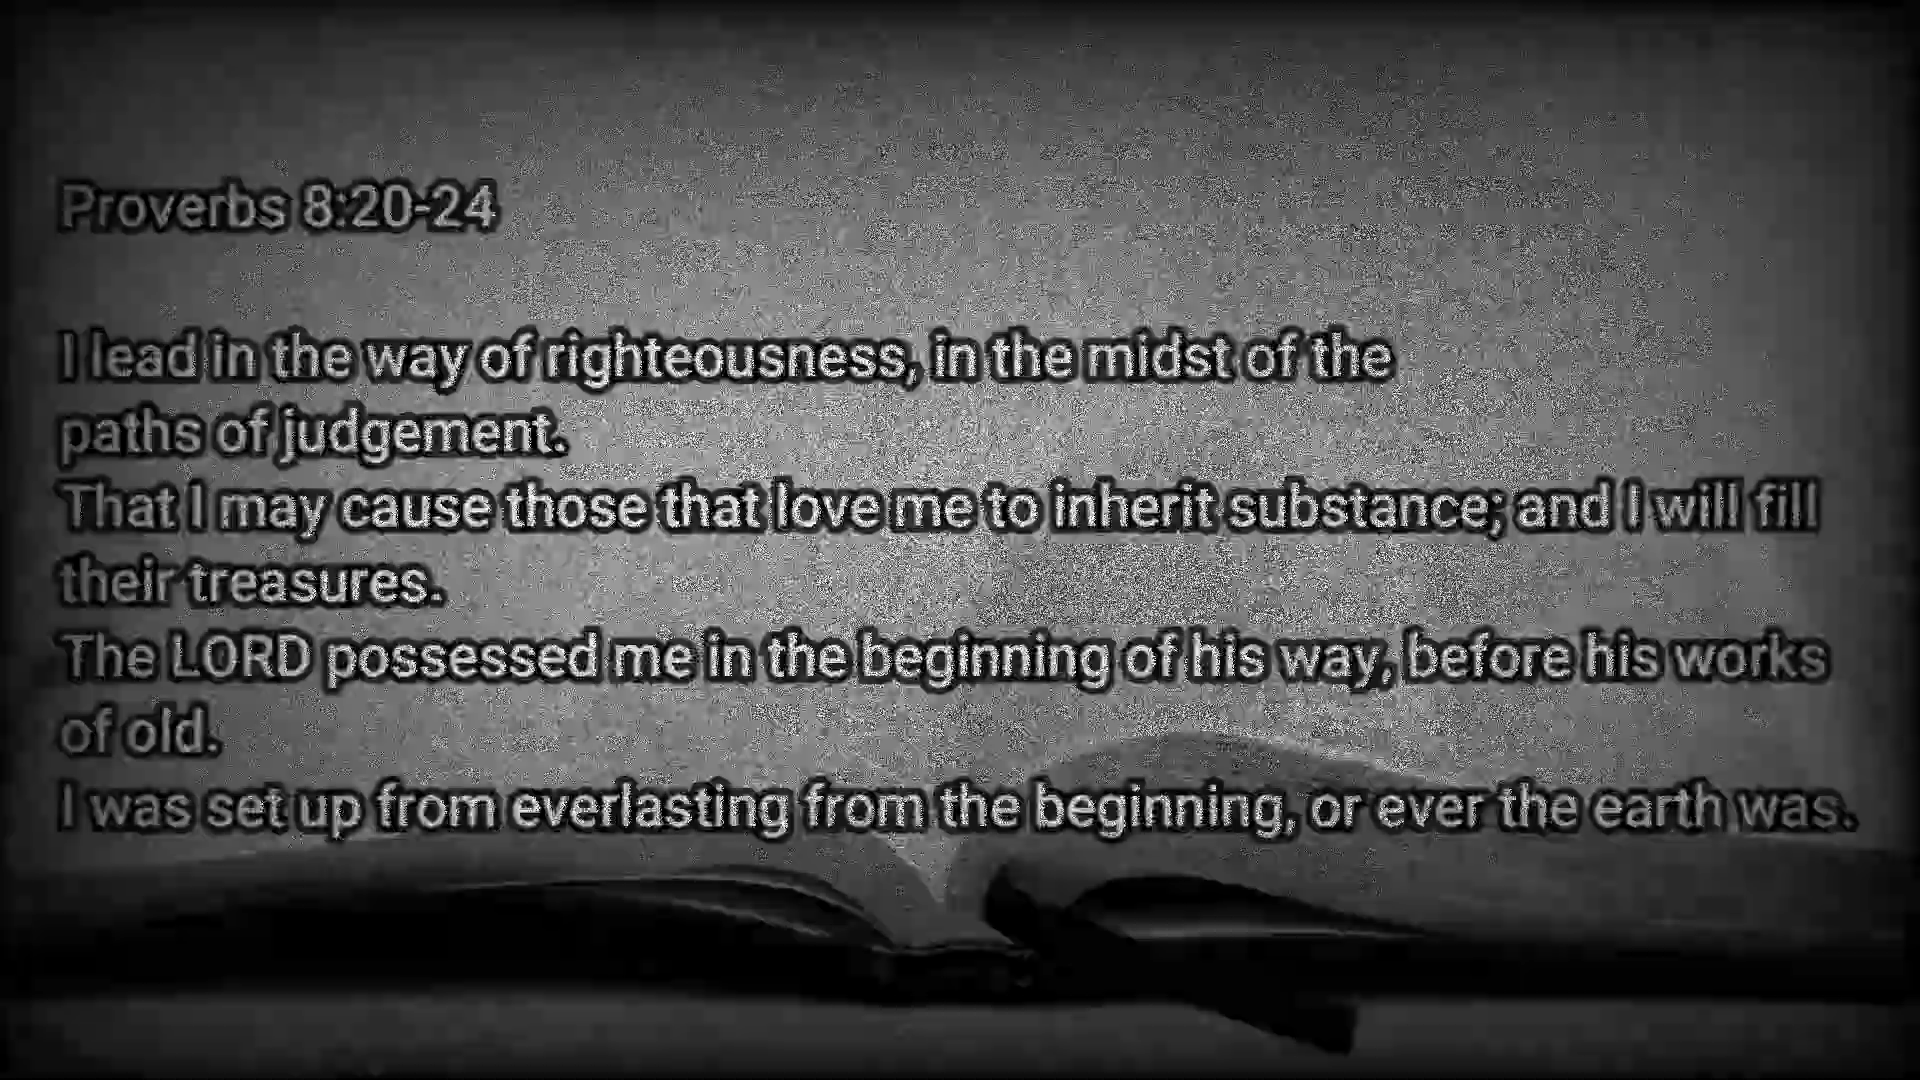 Proverbs 8:20-24
I lead in the way of righteousness, in the midst of the
paths of judgement.
That I may cause those that love me to inherit substance; and I will fill
their treasures.
The LORD possessed me in the beginning of his way, before his works
of old.
I was set up from everlasting from the beginning, or ever the earth was.